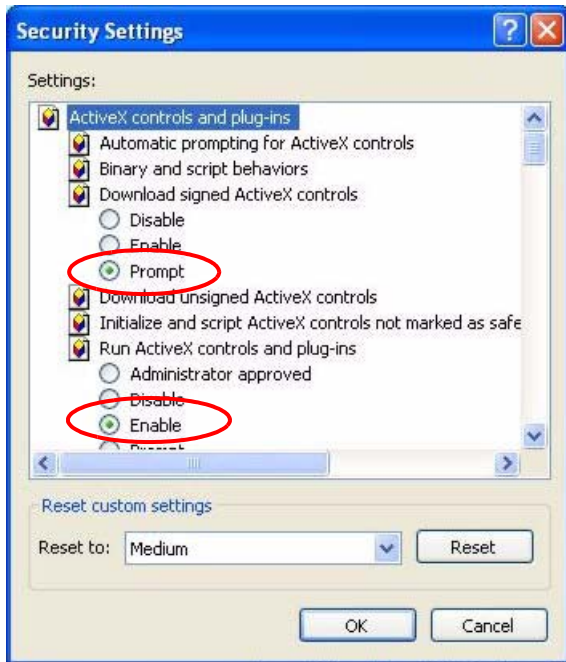 Security Settings
Settings:
ActiveX controls and plug-ins
Automatic prompting for ActiveX controls
Binary and script behaviors
Download signed ActiveX controls
Disable
Enable
Prompt
Download unsigned ActiveX controls
Initialize and script ActiveX controls not marked as safe
Run ActiveX controls and plug-ins
Administrator approved
Disable
Enable
Prompt
Reset custom settings
Reset to: Medium Reset
OK Cancel